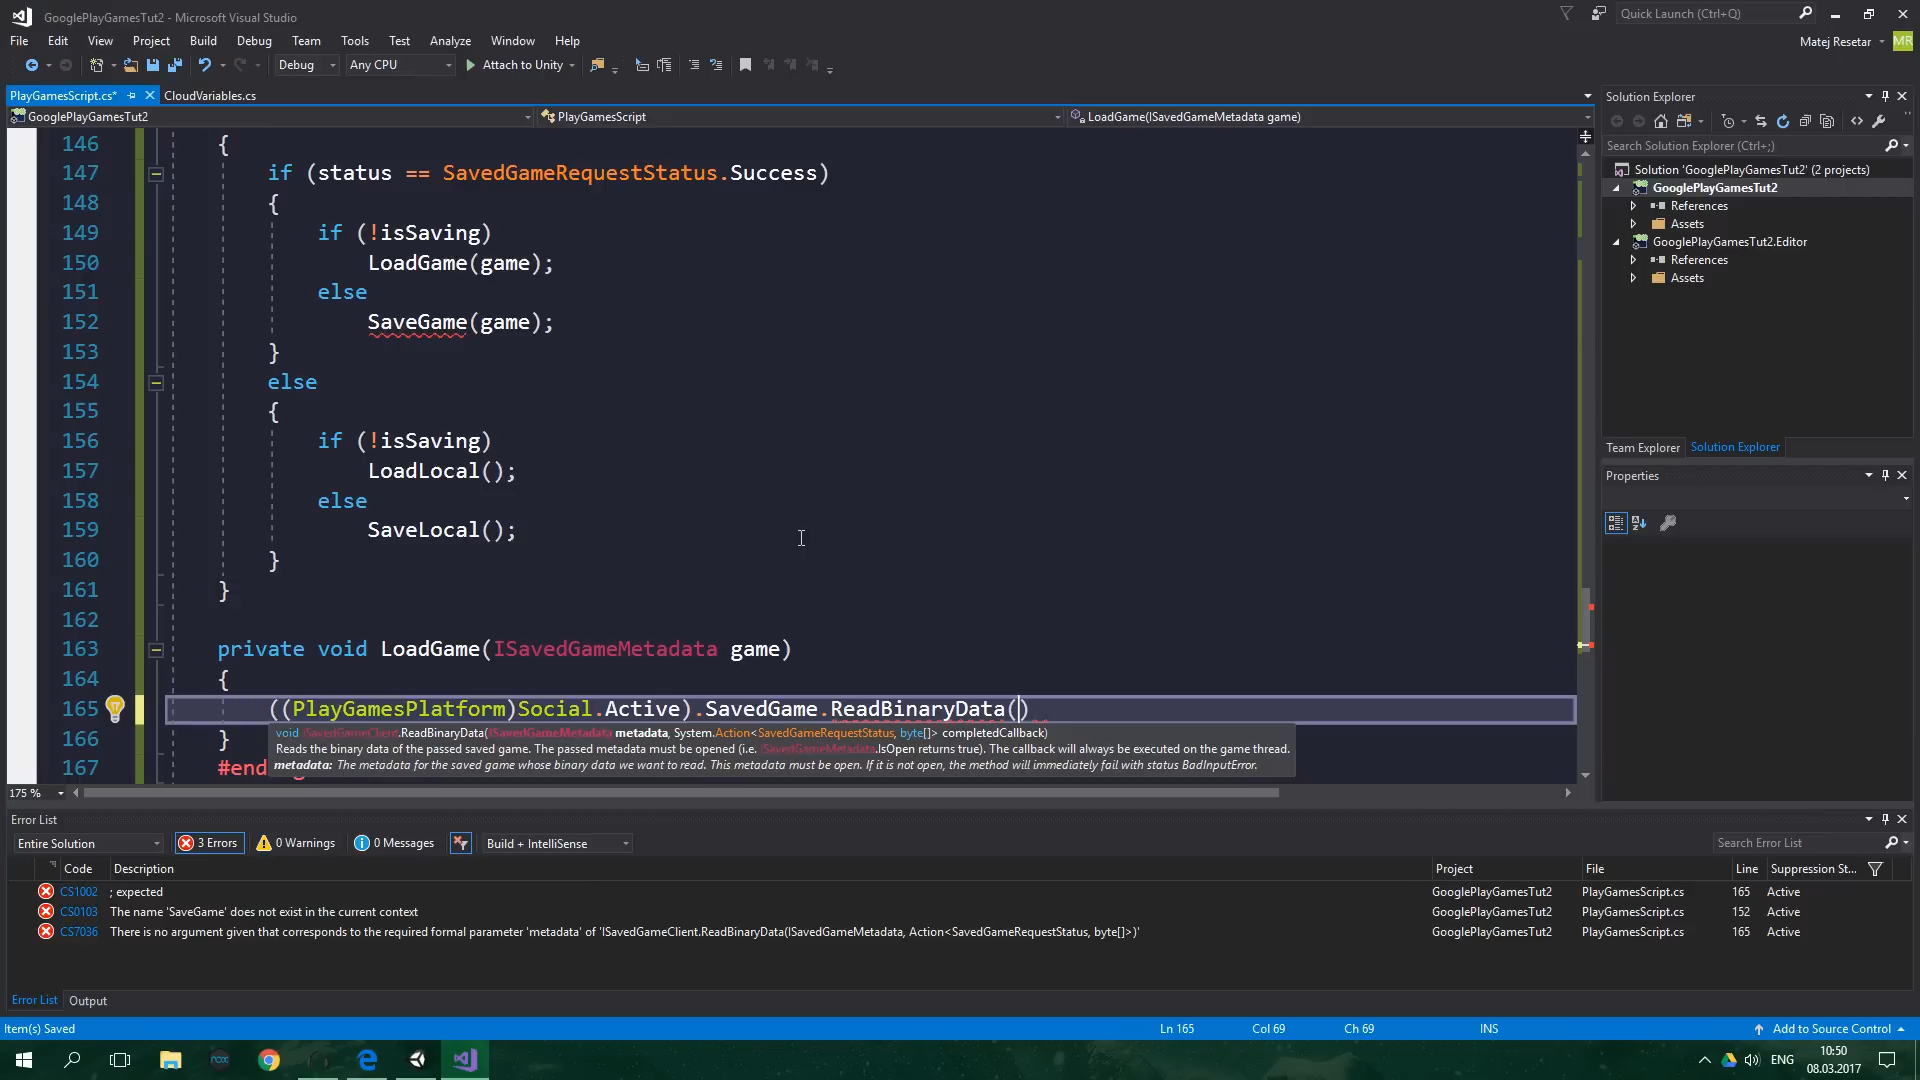 GooglePlayGamesTut2 - Microsoft Visual Studio
Quick Launch (Ctrl+Q)
File Edit View Project Build Debug Team Tools Test Analyze Window Help
Matej Resetar MR
Debug Any CPU Attach to Unity
PlayGamesScript.cs* CloudVariables.cs
GooglePlayGamesTut2 PlayGamesScript LoadGame(ISavedGameMetadata game)
146 {
147 if (status == SavedGameRequestStatus.Success)
148 {
149 if (!isSaving)
150 LoadGame(game);
151 else
152 SaveGame(game);
153 }
154 else
155 {
156 if (!isSaving)
157 LoadLocal();
158 else
159 SaveLocal();
160 }
161 }
162
163 private void LoadGame(ISavedGameMetadata game)
164 {
165 ((PlayGamesPlatform)Social.Active).SavedGame.ReadBinaryData()
166 }
void ISavedGameClient.ReadBinaryData(ISavedGameMetadata metadata, System.Action<SavedGameRequestStatus, byte[]> completedCallback)
Reads the binary data of the passed saved game. The passed metadata must be opened (i.e. ISavedGameMetadata.IsOpen returns true). The callback will always be executed on the game thread.
metadata: The metadata for the saved game whose binary data we want to read. This metadata must be open. If it is not open, the method will immediately fail with status BadInputError.
167 #end
175 %
Solution Explorer
Search Solution Explorer (Ctrl+;)
Solution 'GooglePlayGamesTut2' (2 projects)
GooglePlayGamesTut2
References
Assets
GooglePlayGamesTut2.Editor
References
Assets
Team Explorer Solution Explorer
Properties
Error List
Entire Solution 3 Errors 0 Warnings 0 Messages Build + IntelliSense Search Error List
Code Description Project File Line Suppression St...
CS1002 ; expected GooglePlayGamesTut2 PlayGamesScript.cs 165 Active
CS0103 The name 'SaveGame' does not exist in the current context GooglePlayGamesTut2 PlayGamesScript.cs 152 Active
CS7036 There is no argument given that corresponds to the required formal parameter 'metadata' of 'ISavedGameClient.ReadBinaryData(ISavedGameMetadata, Action<SavedGameRequestStatus, byte[]>)' GooglePlayGamesTut2 PlayGamesScript.cs 165 Active
Error List Output
Item(s) Saved Ln 165 Col 69 Ch 69 INS Add to Source Control
nox
ENG
10:50
08.03.2017